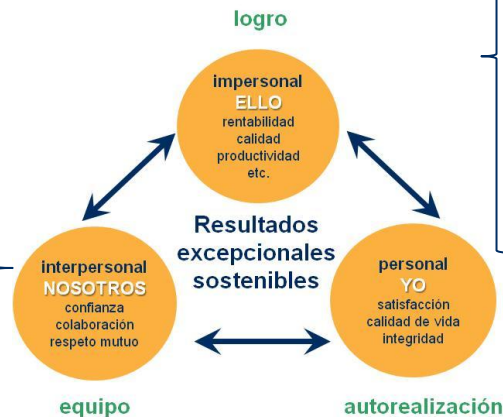 logro
impersonal
ELLO
rentabilidad
calidad
productividad
etc.
Resultados
excepcionales
sostenibles
interpersonal
NOSOTROS
confianza
colaboración
respeto mutuo
personal
YO
satisfacción
calidad de vida
integridad
equipo
autorealización